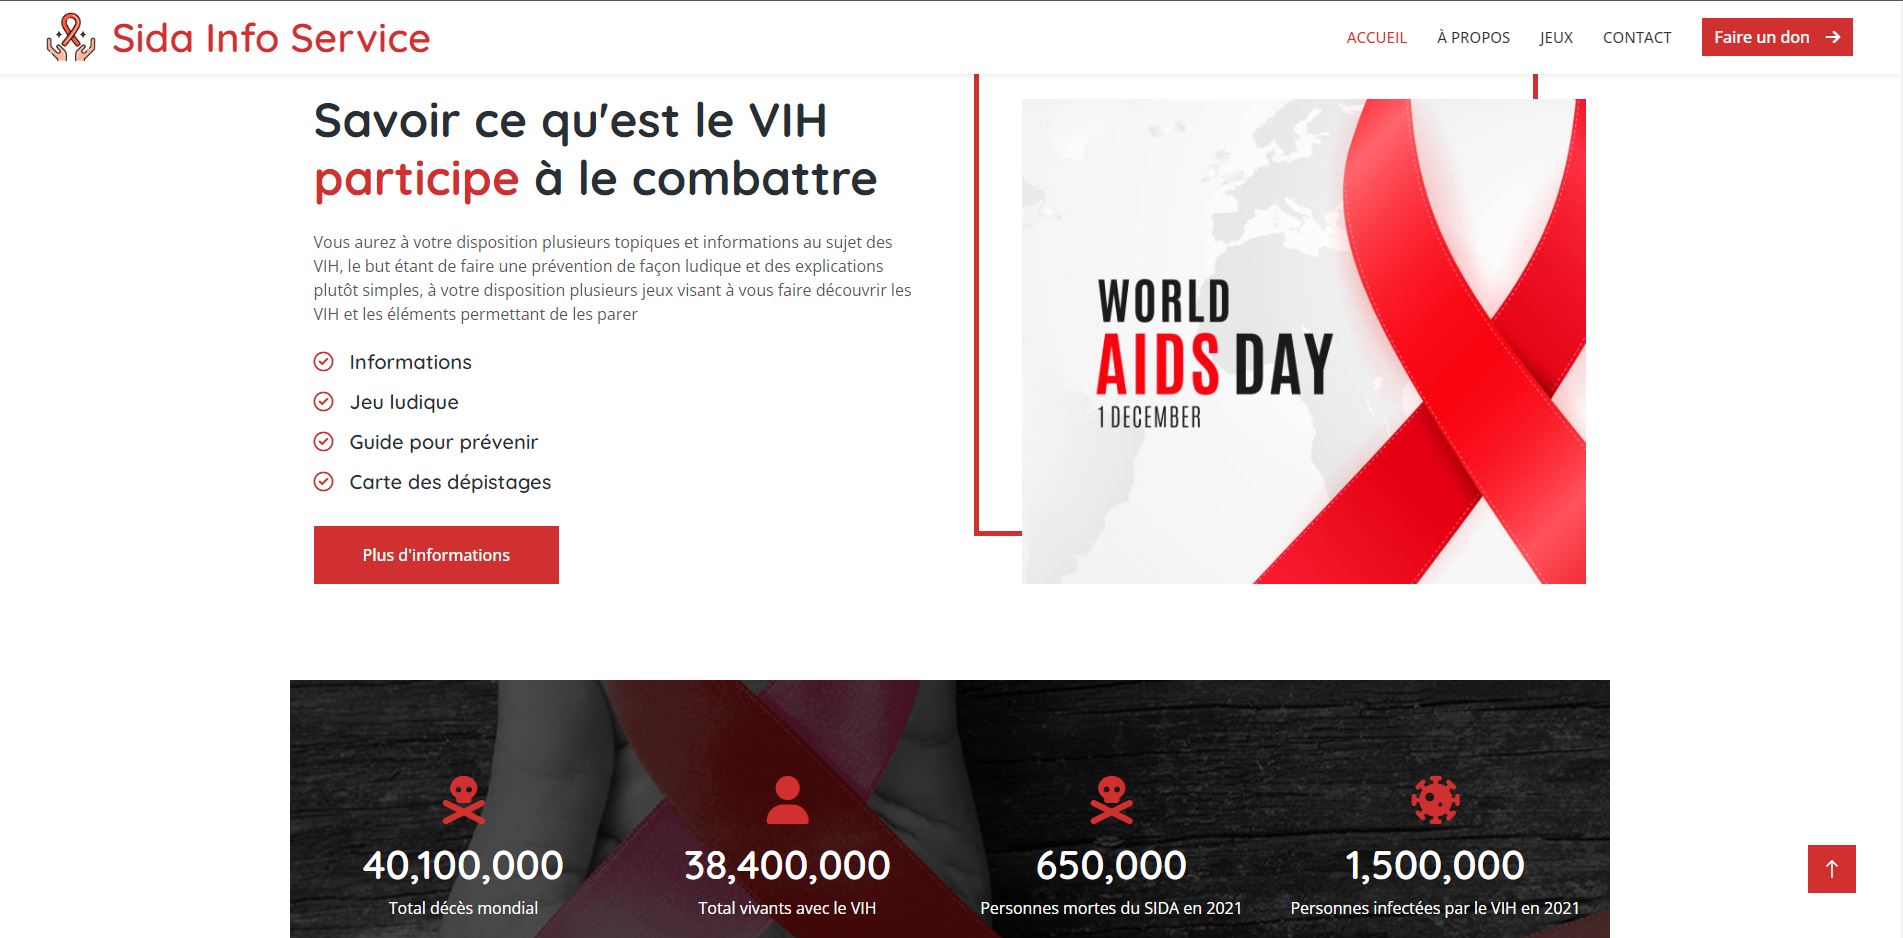 Sida Info Service
ACCUEIL
À PROPOS
JEUX
CONTACT
Faire un don
Savoir ce qu'est le VIH
participe à le combattre
Vous aurez à votre disposition plusieurs topiques et informations au sujet des
VIH, le but étant de faire une prévention de façon ludique et des explications
plutôt simples, à votre disposition plusieurs jeux visant à vous faire découvrir les
VIH et les éléments permettant de les parer
Informations
Jeu ludique
Guide pour prévenir
Carte des dépistages
Plus d'informations
WORLD
AIDS DAY
1 DECEMBER
40,100,000
Total décès mondial
38,400,000
Total vivants avec le VIH
650,000
Personnes mortes du SIDA en 2021
1,500,000
Personnes infectées par le VIH en 2021